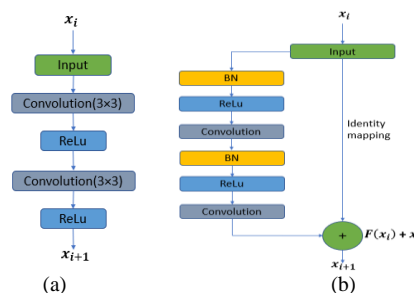 x_i
Input
Convolution(3×3)
ReLu
Convolution(3×3)
ReLu
x_{i+1}
(a)
x_i
Input
BN
ReLu
Convolution
BN
ReLu
Convolution
Identity
mapping
+
F(x_i) + x
x_{i+1}
(b)